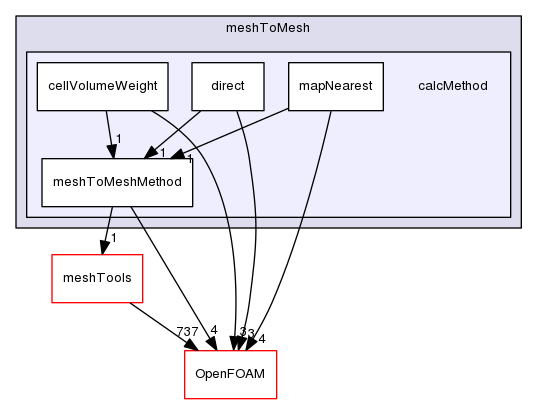 meshToMesh
cellVolumeWeight
direct
mapNearest
calcMethod
1
1
1
meshToMeshMethod
1
meshTools
737
4
3
3
4
OpenFOAM